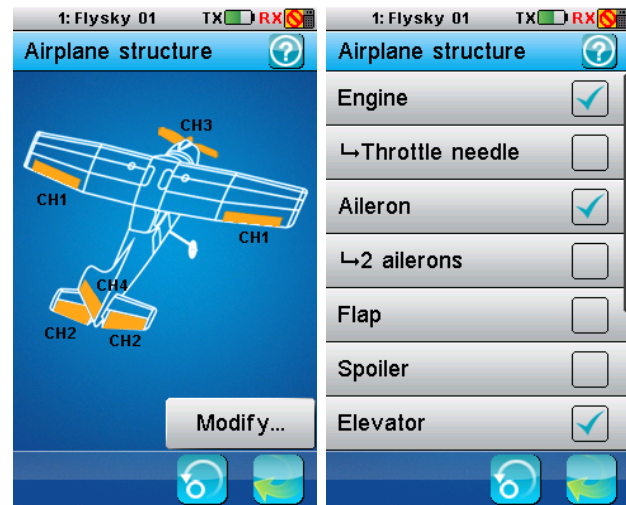 1: Flysky 01 TX RX
Airplane structure
?
CH3
CH1
CH1
CH4
CH2
CH2
Modify...
1: Flysky 01 TX RX
Airplane structure
?
Engine
↳Throttle needle
Aileron
↳2 ailerons
Flap
Spoiler
Elevator